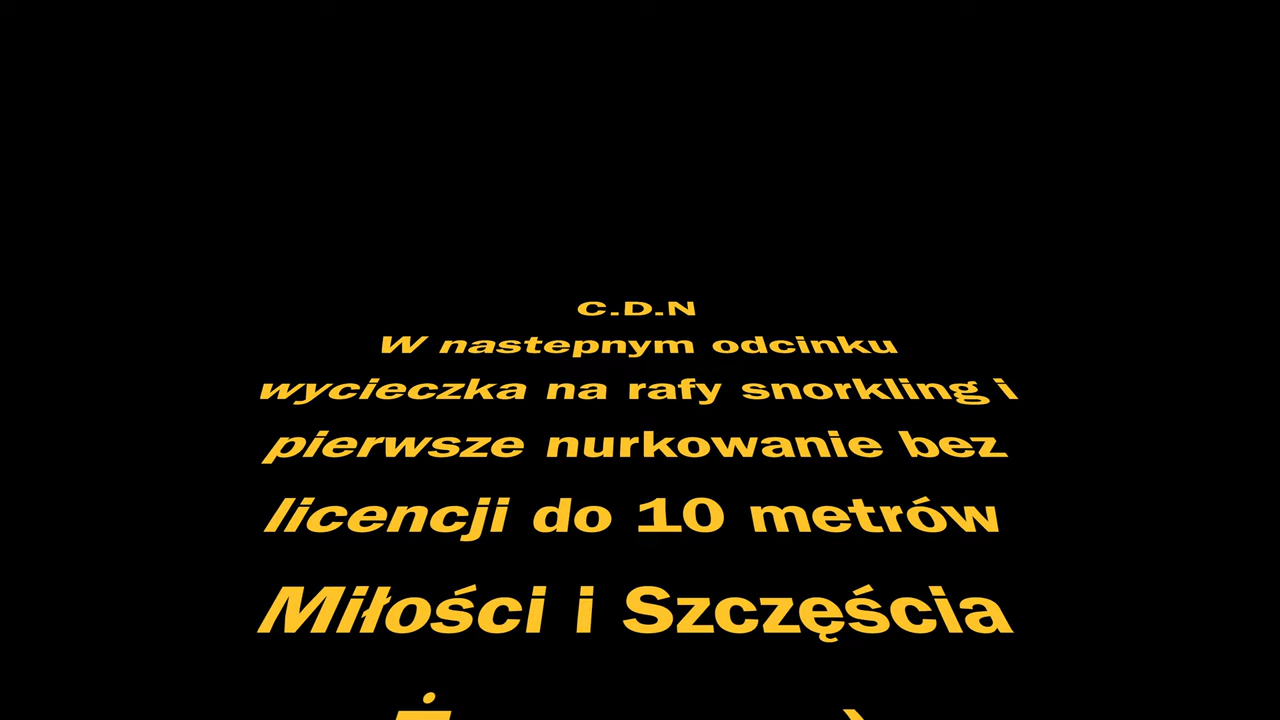 C.D.N
W nastepnym odcinku
wycieczka na rafy snorkling i
pierwsze nurkowanie bez
licencji do 10 metrów
Miłości i Szczęścia